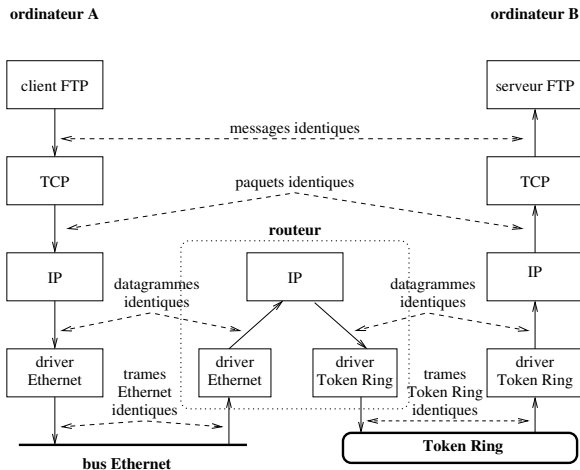 ordinateur A
ordinateur B
client FTP
serveur FTP
messages identiques
TCP
TCP
paquets identiques
routeur
IP
IP
IP
datagrammes
identiques
datagrammes
identiques
driver
Ethernet
driver
Ethernet
driver
Token Ring
driver
Token Ring
trames
Ethernet
identiques
trames
Token Ring
identiques
bus Ethernet
Token Ring